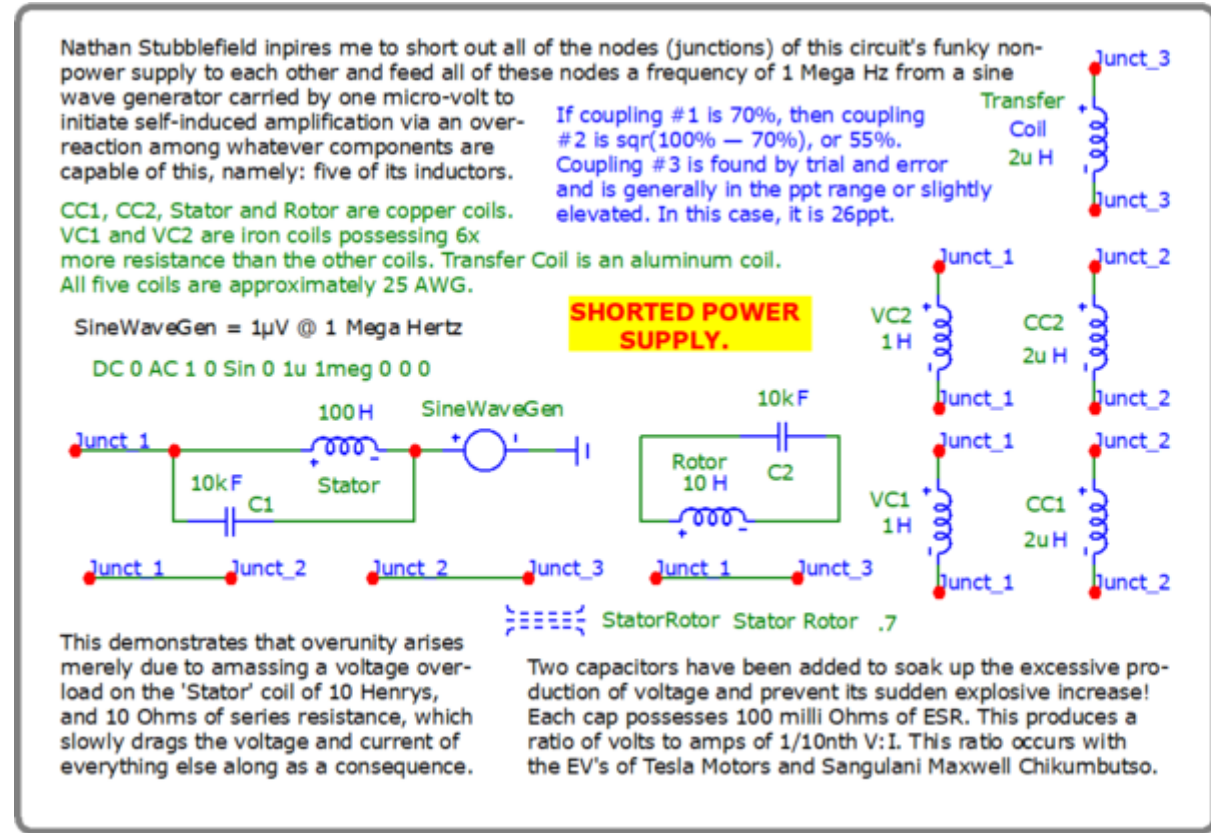 Nathan Stubblefield inpires me to short out all of the nodes (junctions) of this circuit's funky non-
power supply to each other and feed all of these nodes a frequency of 1 Mega Hz from a sine
wave generator carried by one micro-volt to
initiate self-induced amplification via an over-
reaction among whatever components are
capable of this, namely: five of its inductors.
If coupling #1 is 70%, then coupling
#2 is sqr(100% — 70%), or 55%.
Coupling #3 is found by trial and error
and is generally in the ppt range or slightly
elevated. In this case, it is 26ppt.
Junct_3
Transfer
Coil
2u H
Junct_3
CC1, CC2, Stator and Rotor are copper coils.
VC1 and VC2 are iron coils possessing 6x
more resistance than the other coils. Transfer Coil is an aluminum coil.
All five coils are approximately 25 AWG.
SineWaveGen = 1µV @ 1 Mega Hertz
DC 0 AC 1 0 Sin 0 1u 1meg 0 0 0
SHORTED POWER
SUPPLY.
Junct_1
VC2
1 H
Junct_1
Junct_2
CC2
2u H
Junct_2
Junct_1
100 H
Stator
10k F
C1
SineWaveGen
10k F
C2
Rotor
10 H
Junct_1
VC1
1 H
Junct_1
Junct_2
CC1
2u H
Junct_2
Junct_1 Junct_2
Junct_2 Junct_3
Junct_1 Junct_3
StatorRotor Stator Rotor .7
This demonstrates that overunity arises
merely due to amassing a voltage over-
load on the 'Stator' coil of 10 Henrys,
and 10 Ohms of series resistance, which
slowly drags the voltage and current of
everything else along as a consequence.
Two capacitors have been added to soak up the excessive pro-
duction of voltage and prevent its sudden explosive increase!
Each cap possesses 100 milli Ohms of ESR. This produces a
ratio of volts to amps of 1/10nth V:I. This ratio occurs with
the EV's of Tesla Motors and Sangulani Maxwell Chikumbutso.